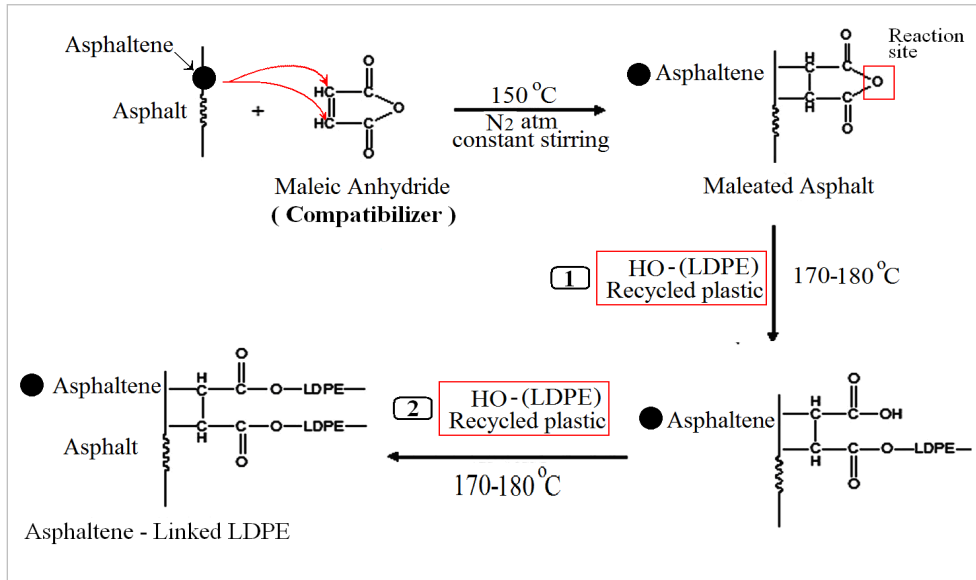 Asphaltene
Asphalt
+
HC
HC
C
C
O
O
O
Maleic Anhydride
( Compatibilizer )
150 °C
N2 atm
constant stirring
Reaction
site
Asphaltene
H
C
C
H
C
C
O
O
O
Maleated Asphalt
1
HO-(LDPE)
Recycled plastic
170-180 °C
Asphaltene
H
C
C
OH
O
C
H
C
O
LDPE
O
2
HO-(LDPE)
Recycled plastic
170-180 °C
Asphaltene
Asphalt
O
H
C
C
O
LDPE
O
C
H
C
O
LDPE
O
Asphaltene - Linked LDPE